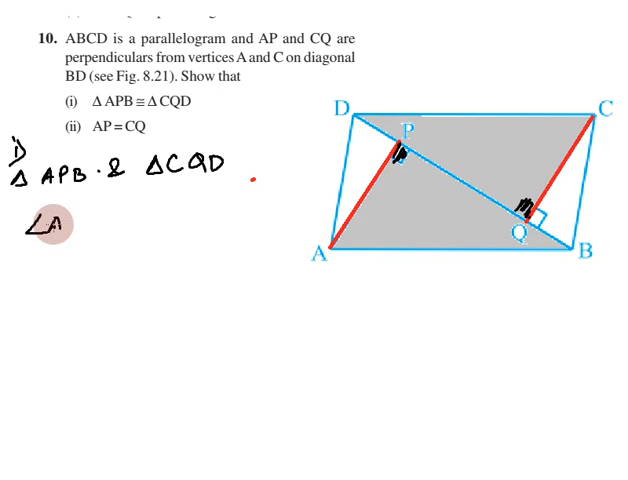 10. ABCD is a parallelogram and AP and CQ are
perpendiculars from vertices A and C on diagonal
BD (see Fig. 8.21). Show that
(i) Δ APB ≅ Δ CQD
(ii) AP = CQ
i)
Δ APB . & ΔCQD
∠A
D
C
P
Q
A
B